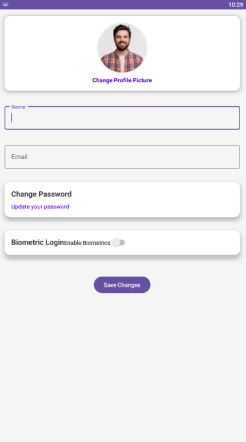 10:29
Change Profile Picture
Name
Email
Change Password
Update your password
Biometric Login Enable Biometrics
Save Changes